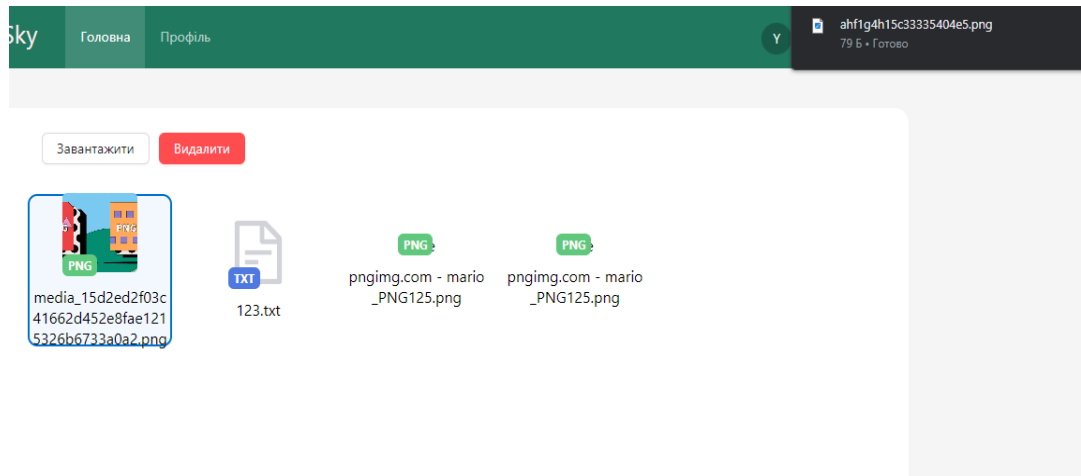 Sky
Головна
Профіль
Y
ahf1g4h15c33335404e5.png
79 Б • Готово
Завантажити
Видалити
PNG
PNG
media_15d2ed2f03c
41662d452e8fae121
5326b6733a0a2.png
TXT
123.txt
PNG
pngimg.com - mario
_PNG125.png
PNG
pngimg.com - mario
_PNG125.png